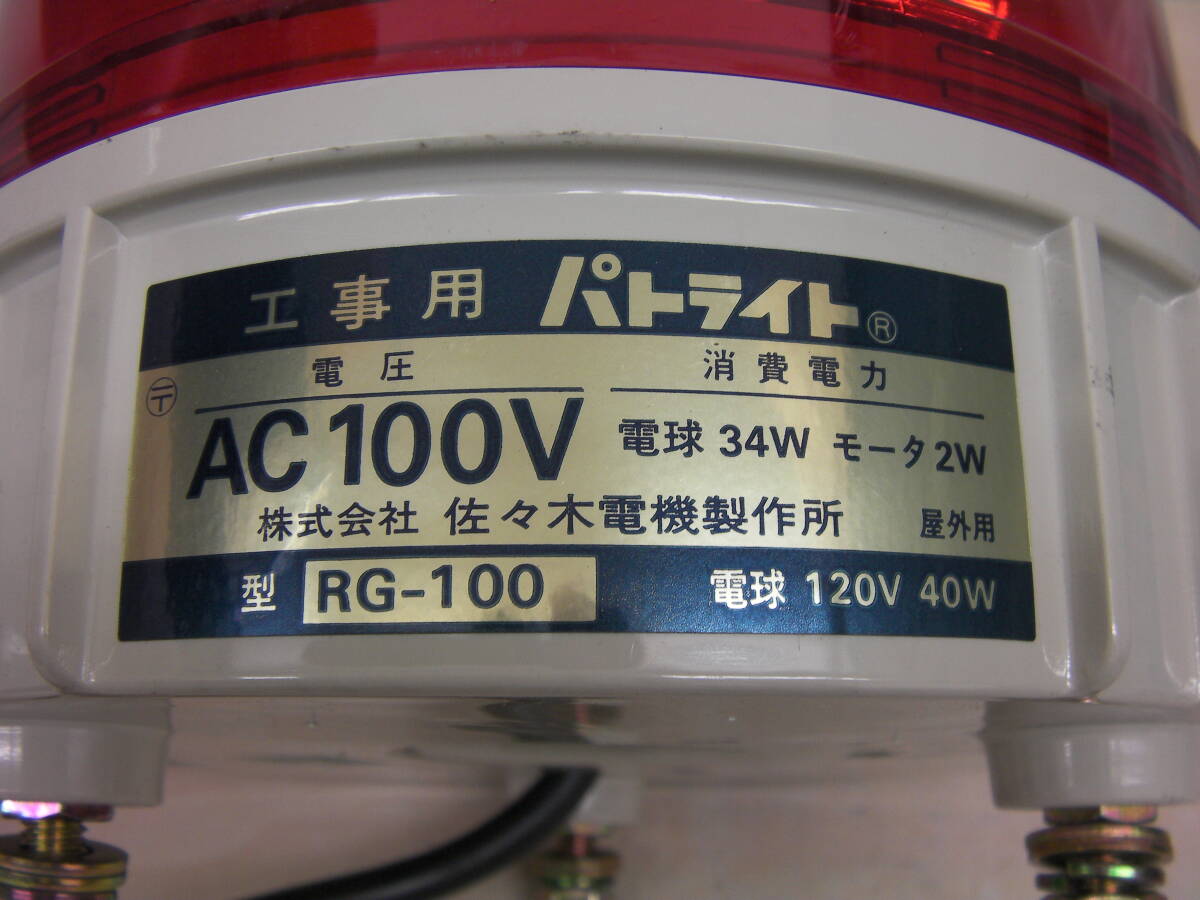 工事用 パトライト®
電圧 消費電力
〒 AC100V 電球 34W モータ 2W
株式会社 佐々木電機製作所 屋外用
型 RG-100 電球 120V 40W